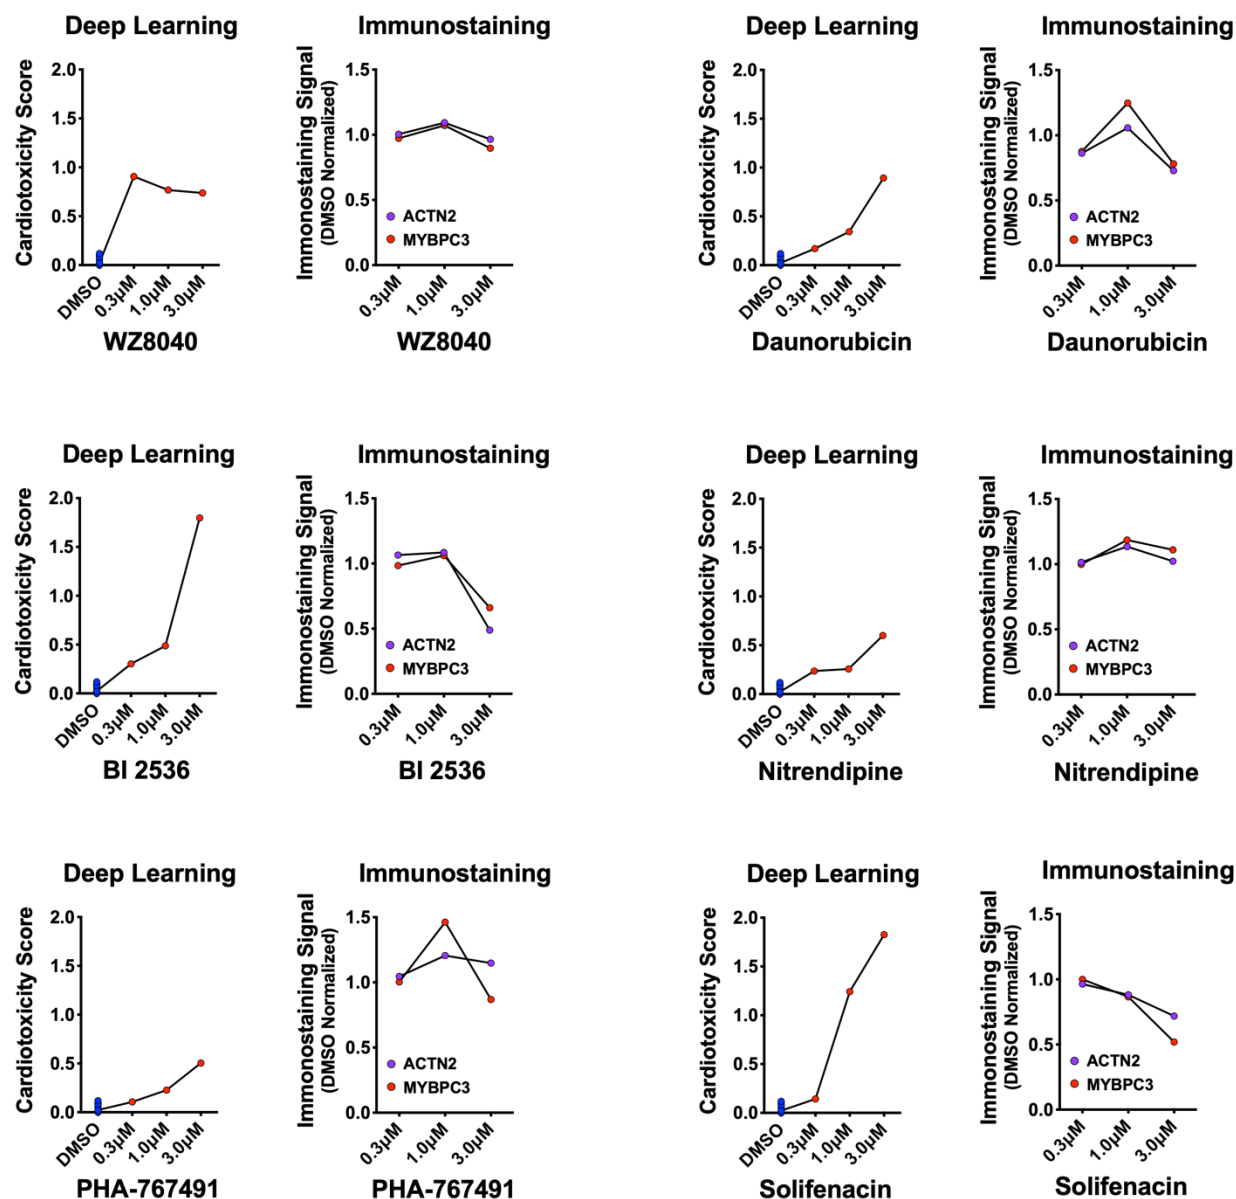 Deep Learning
Cardiotoxicity Score
2.0
1.5
1.0
0.5
0.0
DMSO
0.3µM
1.0µM
3.0µM
WZ8040
Immunostaining
Immonostaining Signal
(DMSO Normalized)
1.5
1.0
0.5
0.0
ACTN2
MYBPC3
0.3µM
1.0µM
3.0µM
WZ8040
Deep Learning
Cardiotoxicity Score
2.0
1.5
1.0
0.5
0.0
DMSO
0.3µM
1.0µM
3.0µM
Daunorubicin
Immunostaining
Immonostaining Signal
(DMSO Normalized)
1.5
1.0
0.5
0.0
ACTN2
MYBPC3
0.3µM
1.0µM
3.0µM
Daunorubicin
Deep Learning
Cardiotoxicity Score
2.0
1.5
1.0
0.5
0.0
DMSO
0.3µM
1.0µM
3.0µM
BI 2536
Immunostaining
Immonostaining Signal
(DMSO Normalized)
1.5
1.0
0.5
0.0
ACTN2
MYBPC3
0.3µM
1.0µM
3.0µM
BI 2536
Deep Learning
Cardiotoxicity Score
2.0
1.5
1.0
0.5
0.0
DMSO
0.3µM
1.0µM
3.0µM
Nitrendipine
Immunostaining
Immonostaining Signal
(DMSO Normalized)
1.5
1.0
0.5
0.0
ACTN2
MYBPC3
0.3µM
1.0µM
3.0µM
Nitrendipine
Deep Learning
Cardiotoxicity Score
2.0
1.5
1.0
0.5
0.0
DMSO
0.3µM
1.0µM
3.0µM
PHA-767491
Immunostaining
Immonostaining Signal
(DMSO Normalized)
1.5
1.0
0.5
0.0
ACTN2
MYBPC3
0.3µM
1.0µM
3.0µM
PHA-767491
Deep Learning
Cardiotoxicity Score
2.0
1.5
1.0
0.5
0.0
DMSO
0.3µM
1.0µM
3.0µM
Solifenacin
Immunostaining
Immonostaining Signal
(DMSO Normalized)
1.5
1.0
0.5
0.0
ACTN2
MYBPC3
0.3µM
1.0µM
3.0µM
Solifenacin